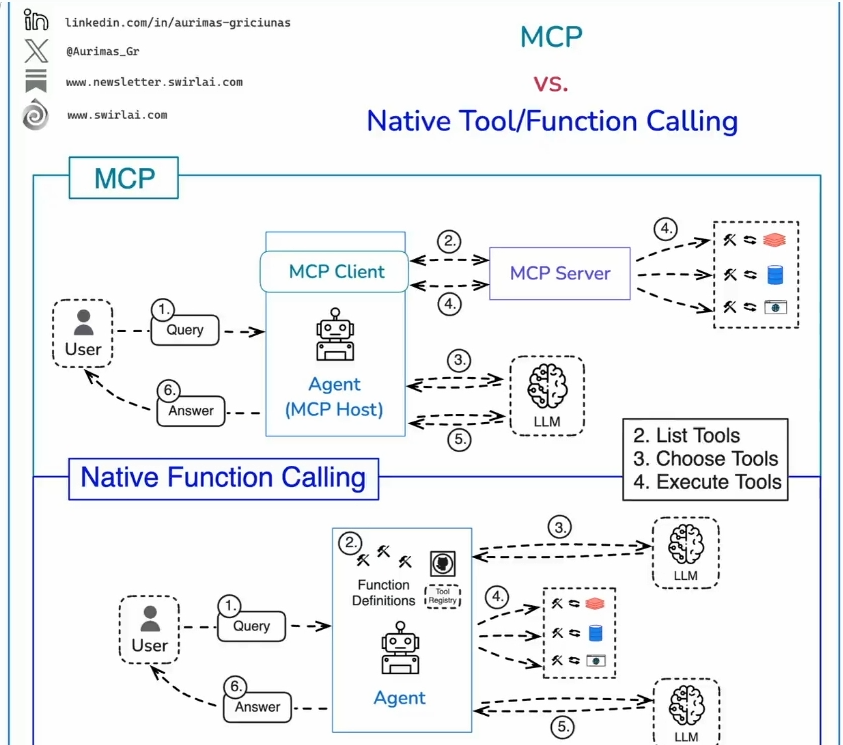 linkedin.com/in/aurimas-griciunas
@Aurimas_Gr
www.newsletter.swirlai.com
www.swirlai.com
MCP
vs.
Native Tool/Function Calling
MCP
MCP Client
2.
4.
MCP Server
4.
User
1.
Query
Agent
(MCP Host)
3.
5.
LLM
6.
Answer
2. List Tools
3. Choose Tools
4. Execute Tools
Native Function Calling
2.
Function
Definitions
Tool
Registry
3.
LLM
User
1.
Query
4.
Agent
6.
Answer
5.
LLM